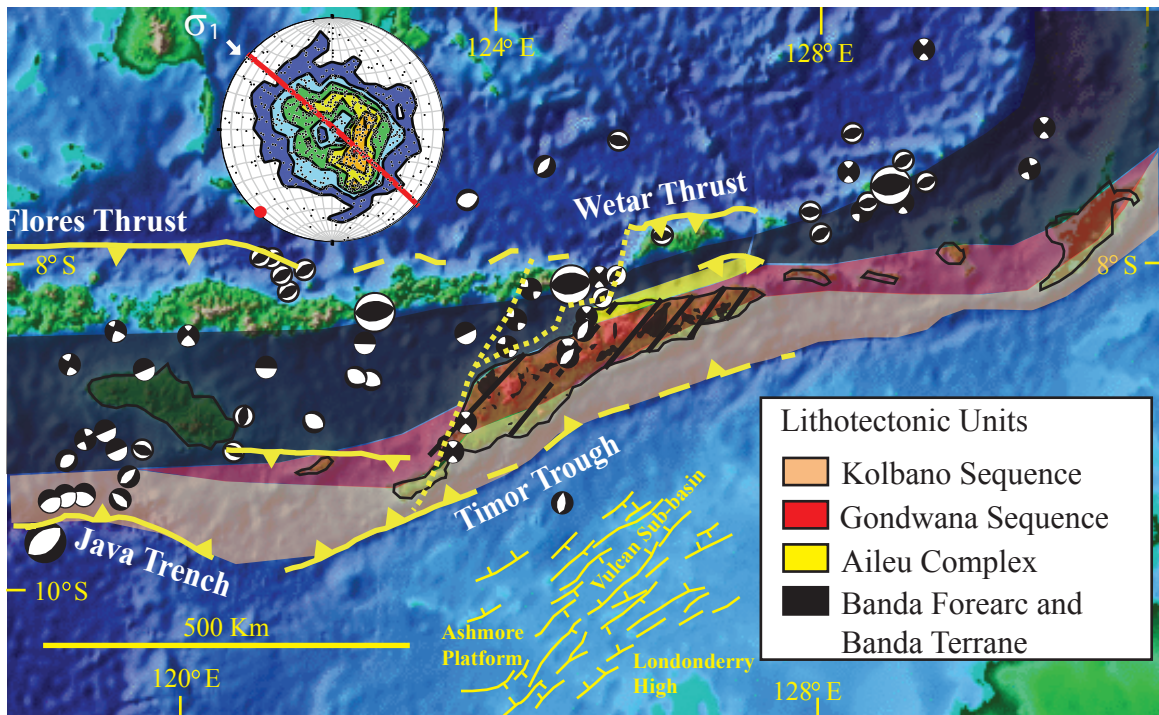 σ1
124° E
128° E
Wetar Thrust
Flores Thrust
8° S
8° S
Timor Trough
Java Trench
10° S
500 Km
120° E
Vulcan Sub-basin
Ashmore
Platform
Londonderry
High
128° E
Lithotectonic Units
Kolbano Sequence
Gondwana Sequence
Aileu Complex
Banda Forearc and
Banda Terrane